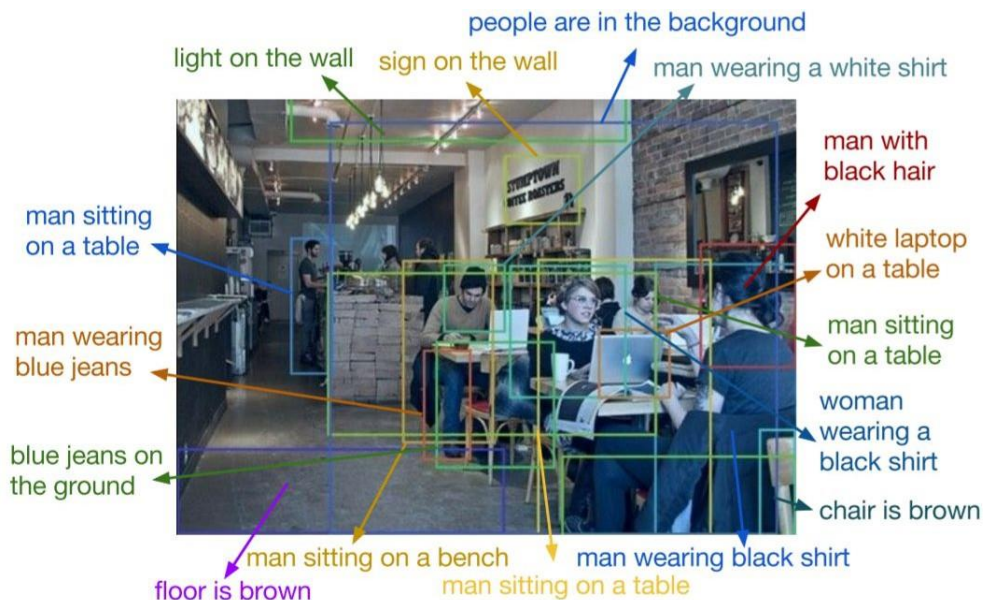 people are in the background
light on the wall
sign on the wall
man wearing a white shirt
man with
black hair
STUMPTOWN
COFFEE ROASTERS
man sitting
on a table
white laptop
on a table
man wearing
blue jeans
man sitting
on a table
woman
wearing a
black shirt
blue jeans on
the ground
chair is brown
man sitting on a bench
man wearing black shirt
floor is brown
man sitting on a table